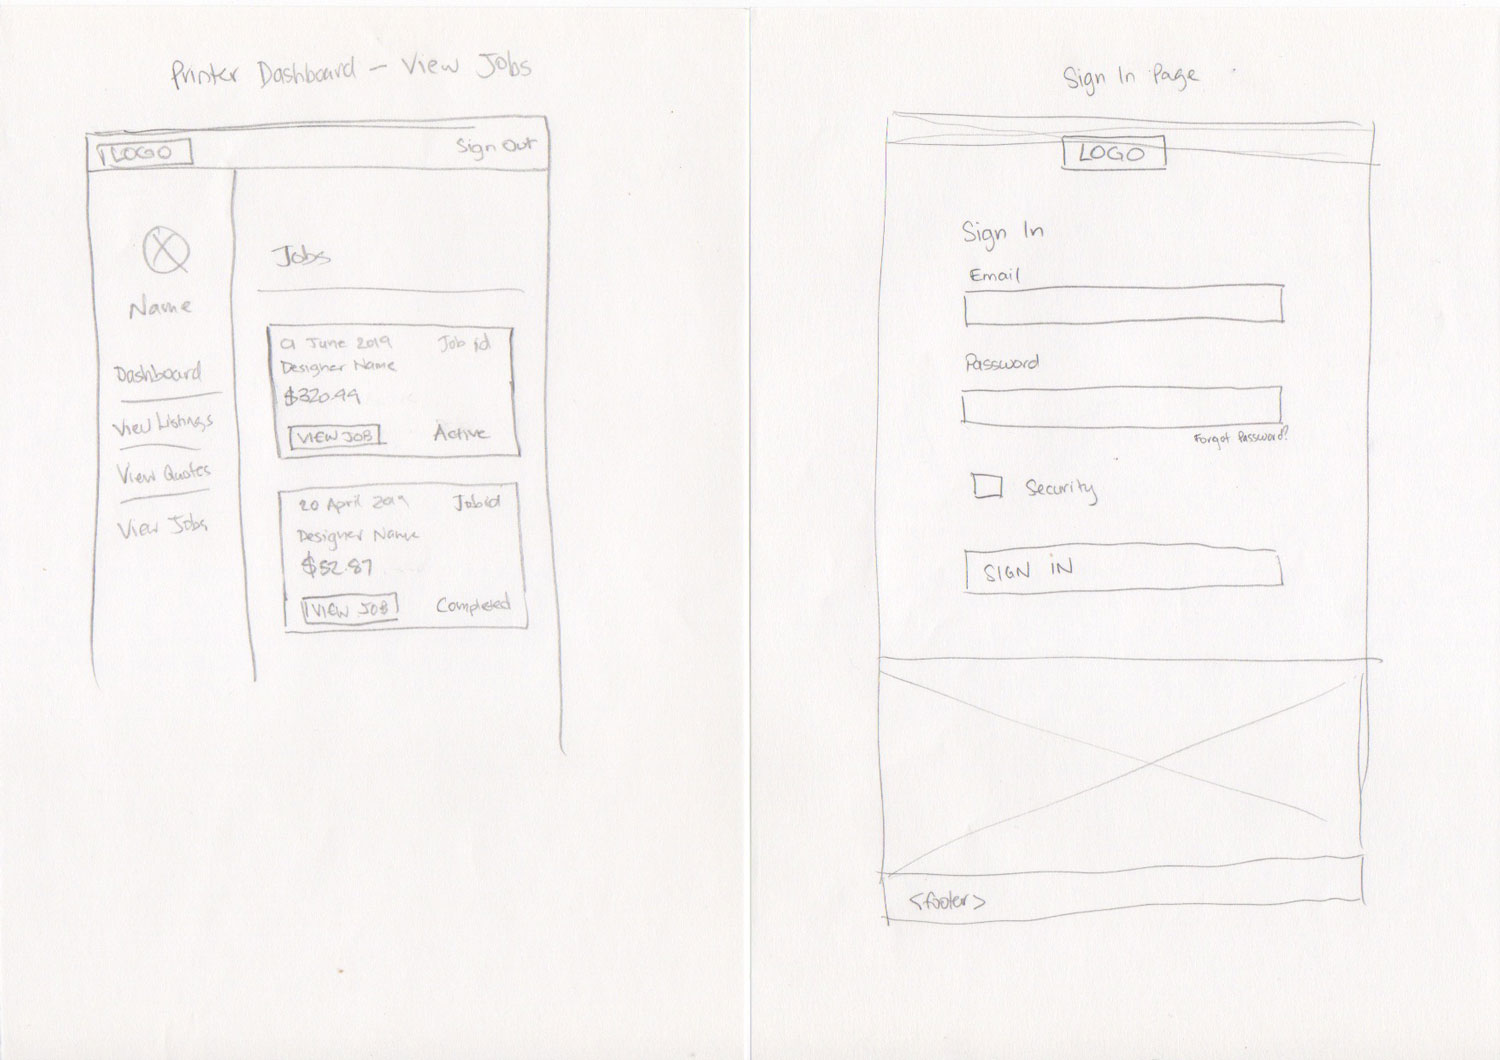 Printer Dashboard - View Jobs
LOGO
Sign Out
Name
Dashboard
View Listings
View Quotes
View Jobs
Jobs
9 June 2019
Job id
Designer Name
$320.99
VIEW JOB
Active
20 April 2019
Job id
Designer Name
$52.87
VIEW JOB
Completed
Sign In Page
LOGO
Sign In
Email
Password
Forgot Password?
Security
SIGN IN
<footer>